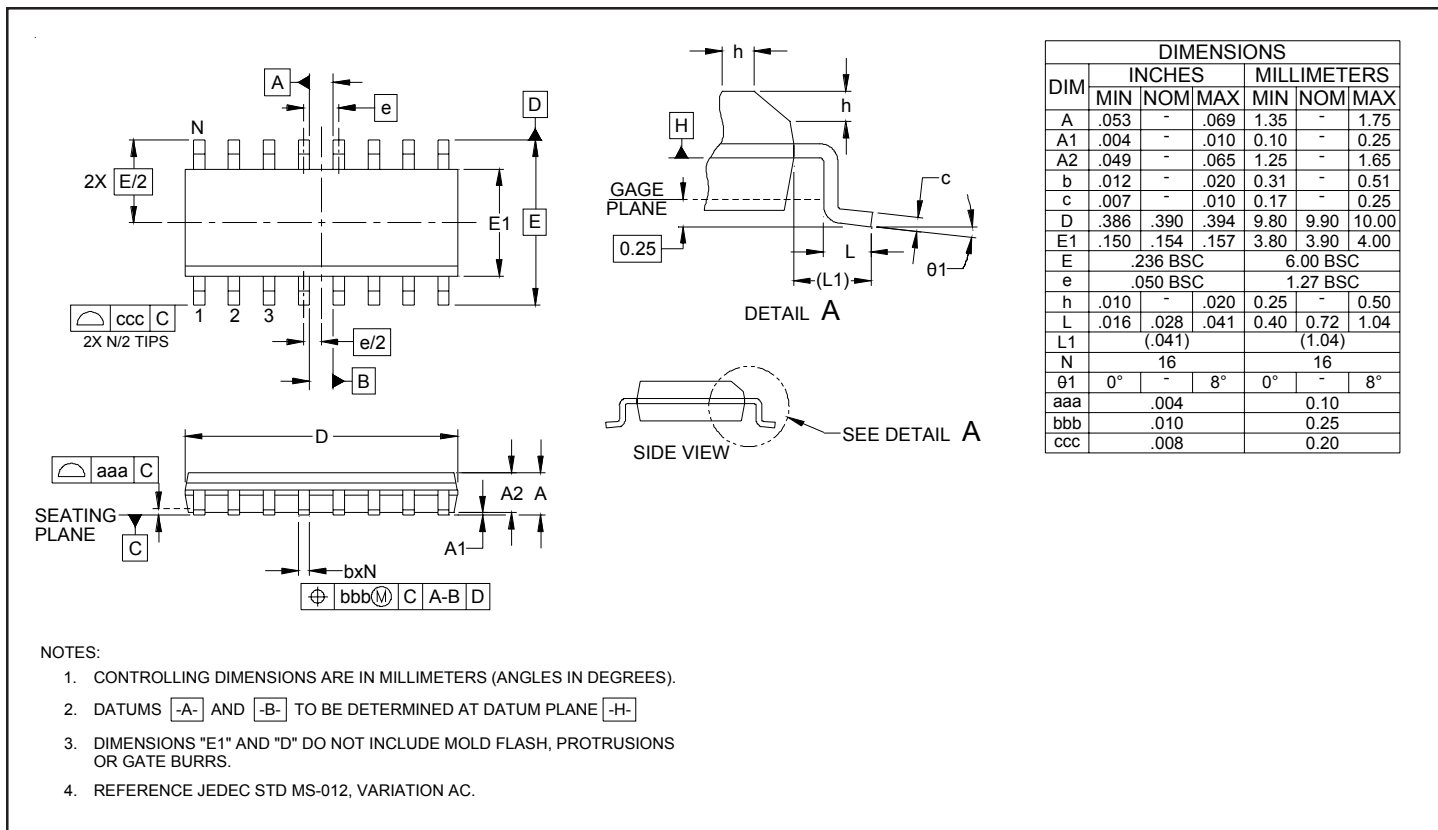 A
e
D
N
2X E/2
E1
E
ccc C
2X N/2 TIPS
1 2 3
e/2
B
D
aaa C
SEATING
PLANE
C
A2 A
A1
bxN
bbbⓂ C A-B D
h
h
H
GAGE
PLANE
0.25
c
L
(L1)
θ1
DETAIL A
SIDE VIEW
SEE DETAIL A
DIMENSIONS
DIM INCHES MILLIMETERS
MIN NOM MAX MIN NOM MAX
A .053 - .069 1.35 - 1.75
A1 .004 - .010 0.10 - 0.25
A2 .049 - .065 1.25 - 1.65
b .012 - .020 0.31 - 0.51
c .007 - .010 0.17 - 0.25
D .386 .390 .394 9.80 9.90 10.00
E1 .150 .154 .157 3.80 3.90 4.00
E .236 BSC 6.00 BSC
e .050 BSC 1.27 BSC
h .010 - .020 0.25 - 0.50
L .016 .028 .041 0.40 0.72 1.04
L1 (.041) (1.04)
N 16 16
θ1 0° - 8° 0° - 8°
aaa .004 0.10
bbb .010 0.25
ccc .008 0.20
NOTES:
1. CONTROLLING DIMENSIONS ARE IN MILLIMETERS (ANGLES IN DEGREES).
2. DATUMS -A- AND -B- TO BE DETERMINED AT DATUM PLANE -H-
3. DIMENSIONS "E1" AND "D" DO NOT INCLUDE MOLD FLASH, PROTRUSIONS
OR GATE BURRS.
4. REFERENCE JEDEC STD MS-012, VARIATION AC.